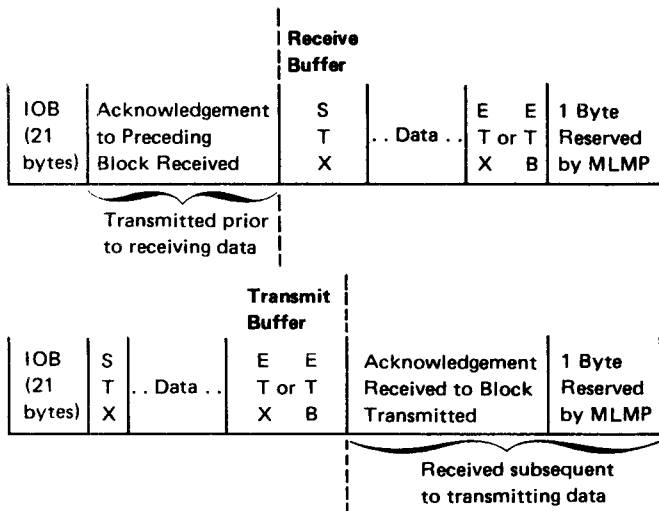 Receive
Buffer
IOB Acknowledgement S E E 1 Byte
(21 to Preceding T .. Data .. T or T Reserved
bytes) Block Received X X B by MLMP
Transmitted prior
to receiving data
Transmit
Buffer
IOB S E E Acknowledgement 1 Byte
(21 T .. Data .. T or T Received to Block Reserved
bytes) X X B Transmitted by MLMP
Received subsequent
to transmitting data